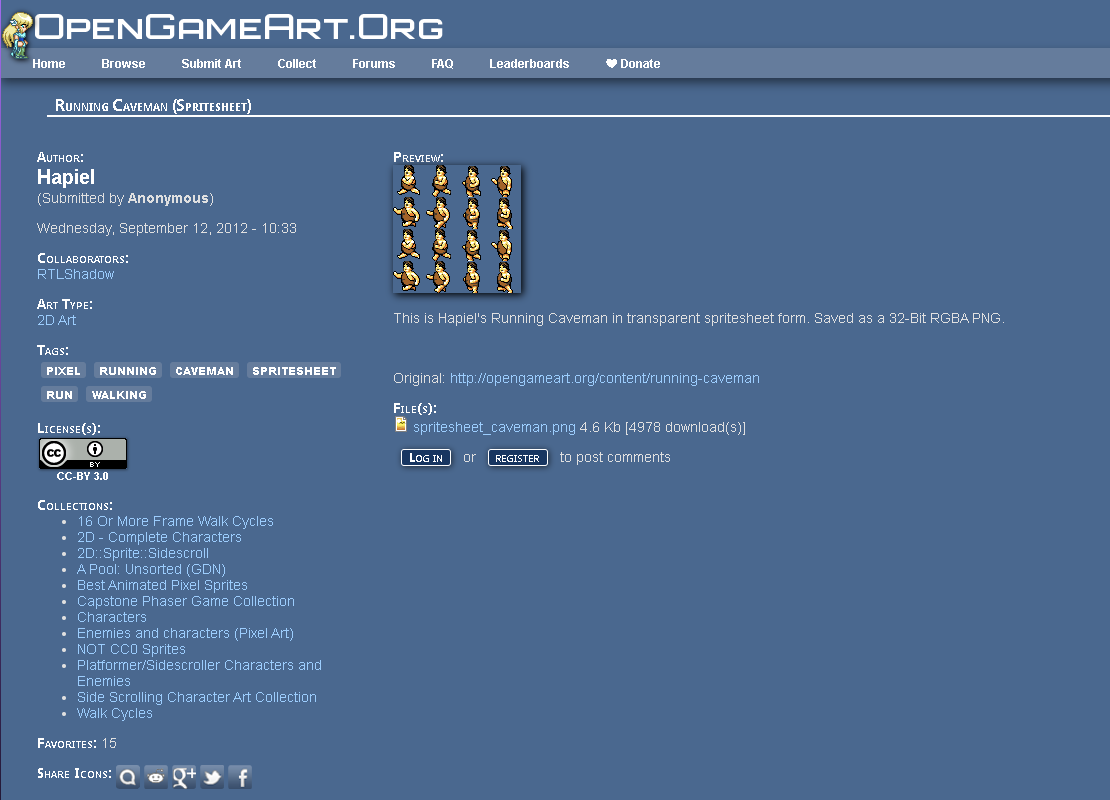 OpenGameArt.Org
Home Browse Submit Art Collect Forums FAQ Leaderboards Donate
Running Caveman (Spritesheet)
Author:
Hapiel
(Submitted by Anonymous)
Wednesday, September 12, 2012 - 10:33
Collaborators:
RTLShadow
Art Type:
2D Art
Tags:
PIXEL RUNNING CAVEMAN SPRITESHEET
RUN WALKING
License(s):
cc BY
CC-BY 3.0
Collections:
16 Or More Frame Walk Cycles
2D - Complete Characters
2D::Sprite::Sidescroll
A Pool: Unsorted (GDN)
Best Animated Pixel Sprites
Capstone Phaser Game Collection
Characters
Enemies and characters (Pixel Art)
NOT CC0 Sprites
Platformer/Sidescroller Characters and
Enemies
Side Scrolling Character Art Collection
Walk Cycles
Favorites: 15
Share Icons:
Preview:
This is Hapiel's Running Caveman in transparent spritesheet form. Saved as a 32-Bit RGBA PNG.
Original: http://opengameart.org/content/running-caveman
File(s):
spritesheet_caveman.png 4.6 Kb [4978 download(s)]
Log in or register to post comments